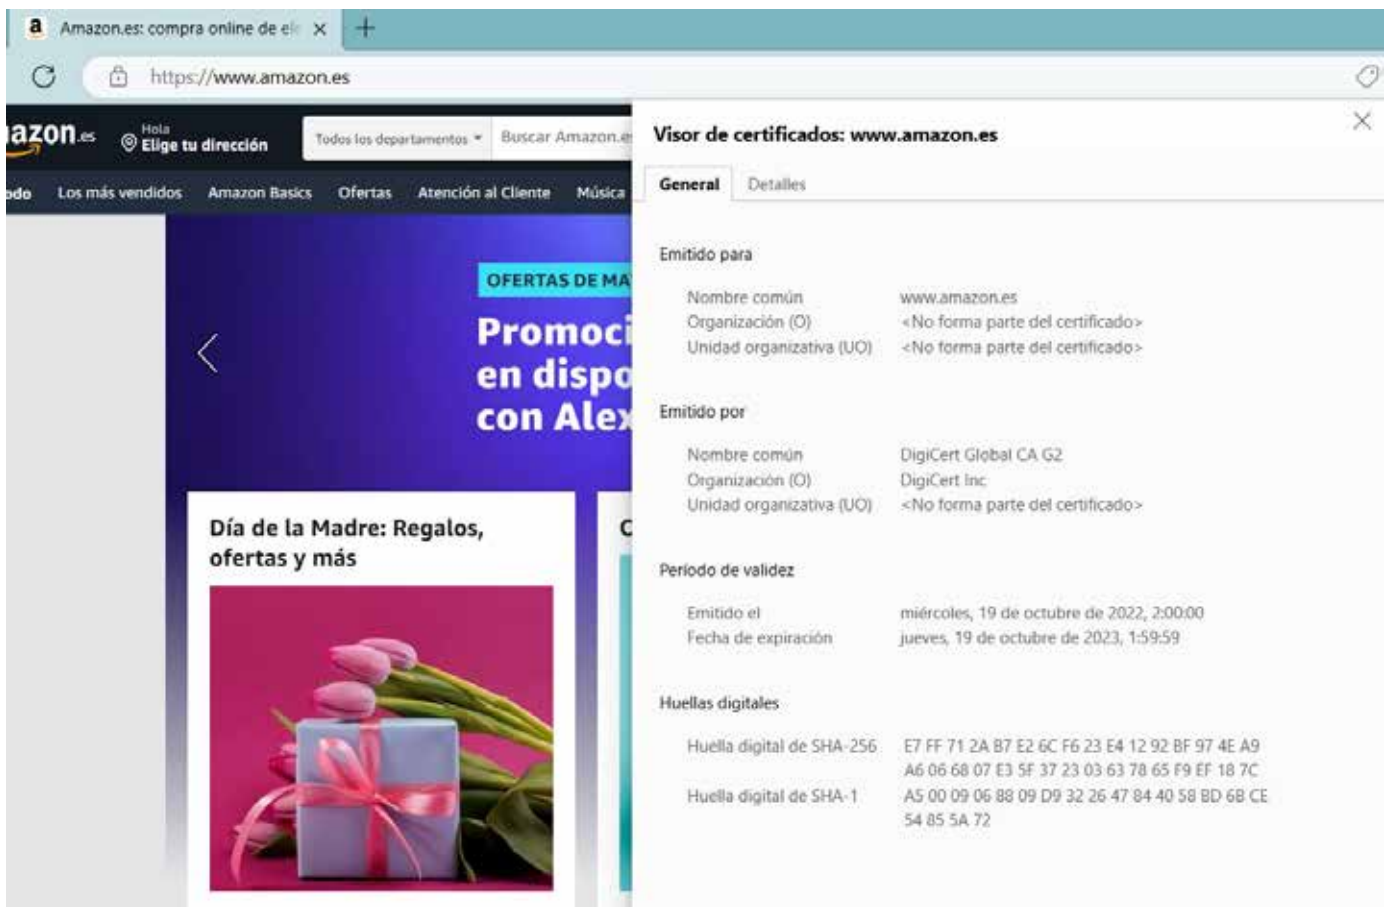 a Amazon.es: compra online de ele
https://www.amazon.es
azon.es
Hola
Elige tu dirección
Todos los departamentos
Buscar Amazon.e
odo Los más vendidos Amazon Basics Ofertas Atención al Cliente Música
OFERTAS DE MA
Promoci
en dispo
con Alex
Día de la Madre: Regalos,
ofertas y más
C
Visor de certificados: www.amazon.es
General Detalles
Emitido para
Nombre común www.amazon.es
Organización (O) <No forma parte del certificado>
Unidad organizativa (UO) <No forma parte del certificado>
Emitido por
Nombre común DigiCert Global CA G2
Organización (O) DigiCert Inc
Unidad organizativa (UO) <No forma parte del certificado>
Período de validez
Emitido el miércoles, 19 de octubre de 2022, 2:00:00
Fecha de expiración jueves, 19 de octubre de 2023, 1:59:59
Huellas digitales
Huella digital de SHA-256 E7 FF 71 2A B7 E2 6C F6 23 E4 12 92 BF 97 4E A9
A6 06 68 07 E3 5F 37 23 03 63 78 65 F9 EF 18 7C
Huella digital de SHA-1 A5 00 09 06 88 09 D9 32 26 47 84 40 58 BD 6B CE
54 85 5A 72